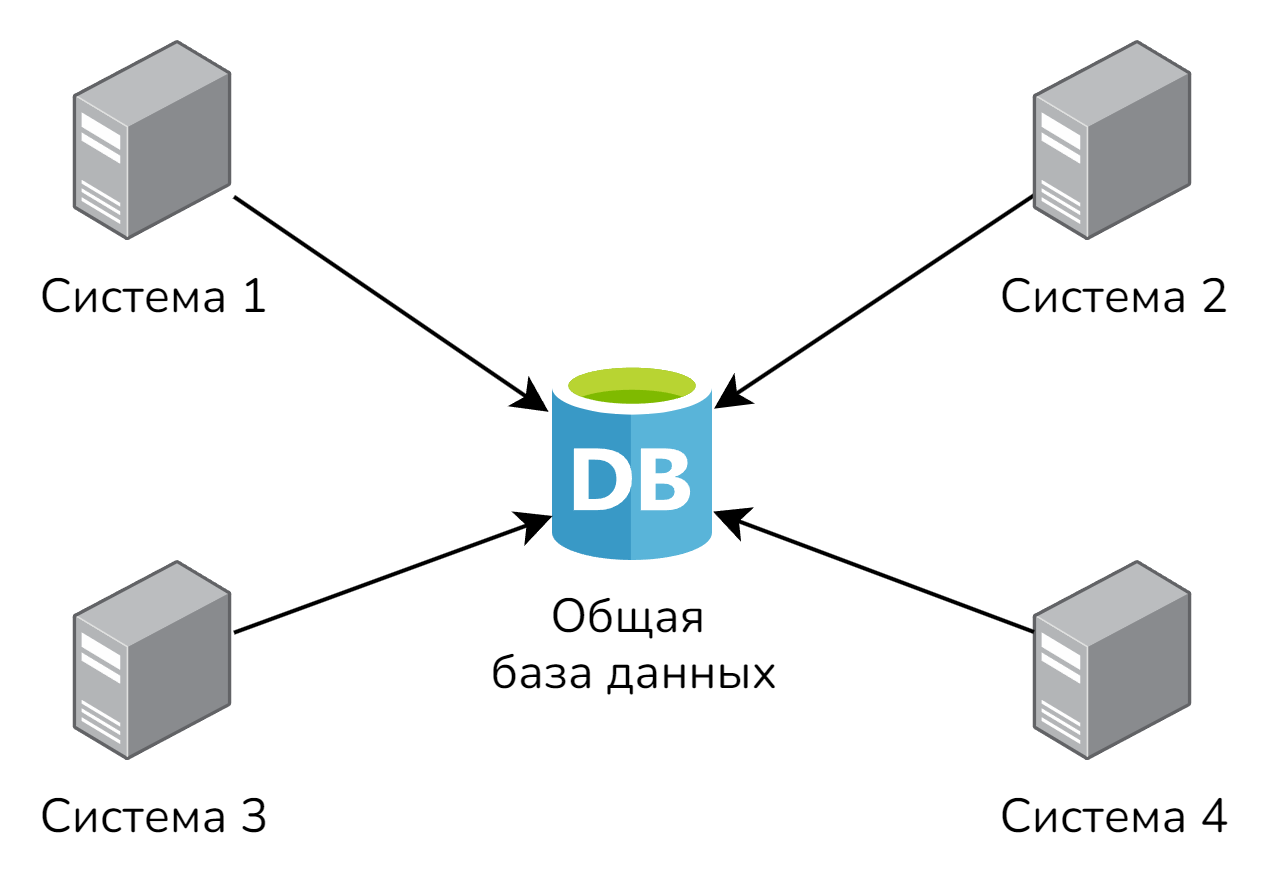 Система 1
Система 2
DB
Общая
база данных
Система 3
Система 4